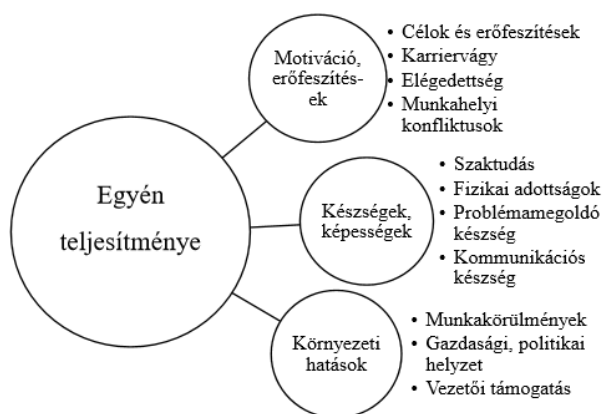 Egyén
teljesítménye
Motiváció,
erőfeszítés-
ek
• Célok és erőfeszítések
• Karriervágy
• Elégedettség
• Munkahelyi
konfliktusok
Készségek,
képességek
• Szaktudás
• Fizikai adottságok
• Problémamegoldó
készség
• Kommunikációs
készség
Környezeti
hatások
• Munkakörülmények
• Gazdasági, politikai
helyzet
• Vezetői támogatás